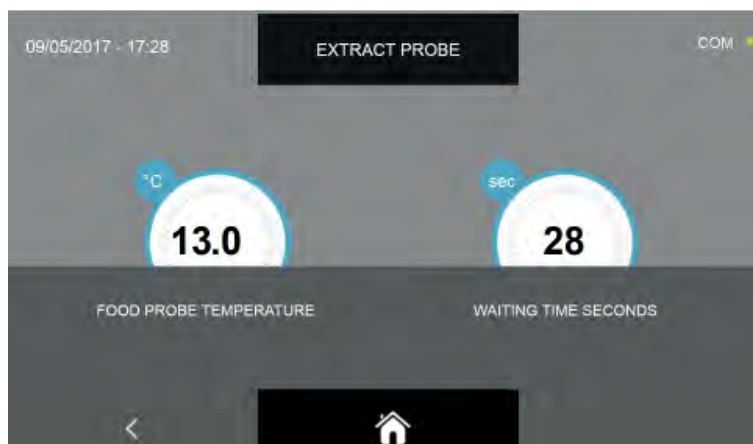 09/05/2017 - 17:28
EXTRACT PROBE
COM
°C
sec
13.0
28
FOOD PROBE TEMPERATURE
WAITING TIME SECONDS